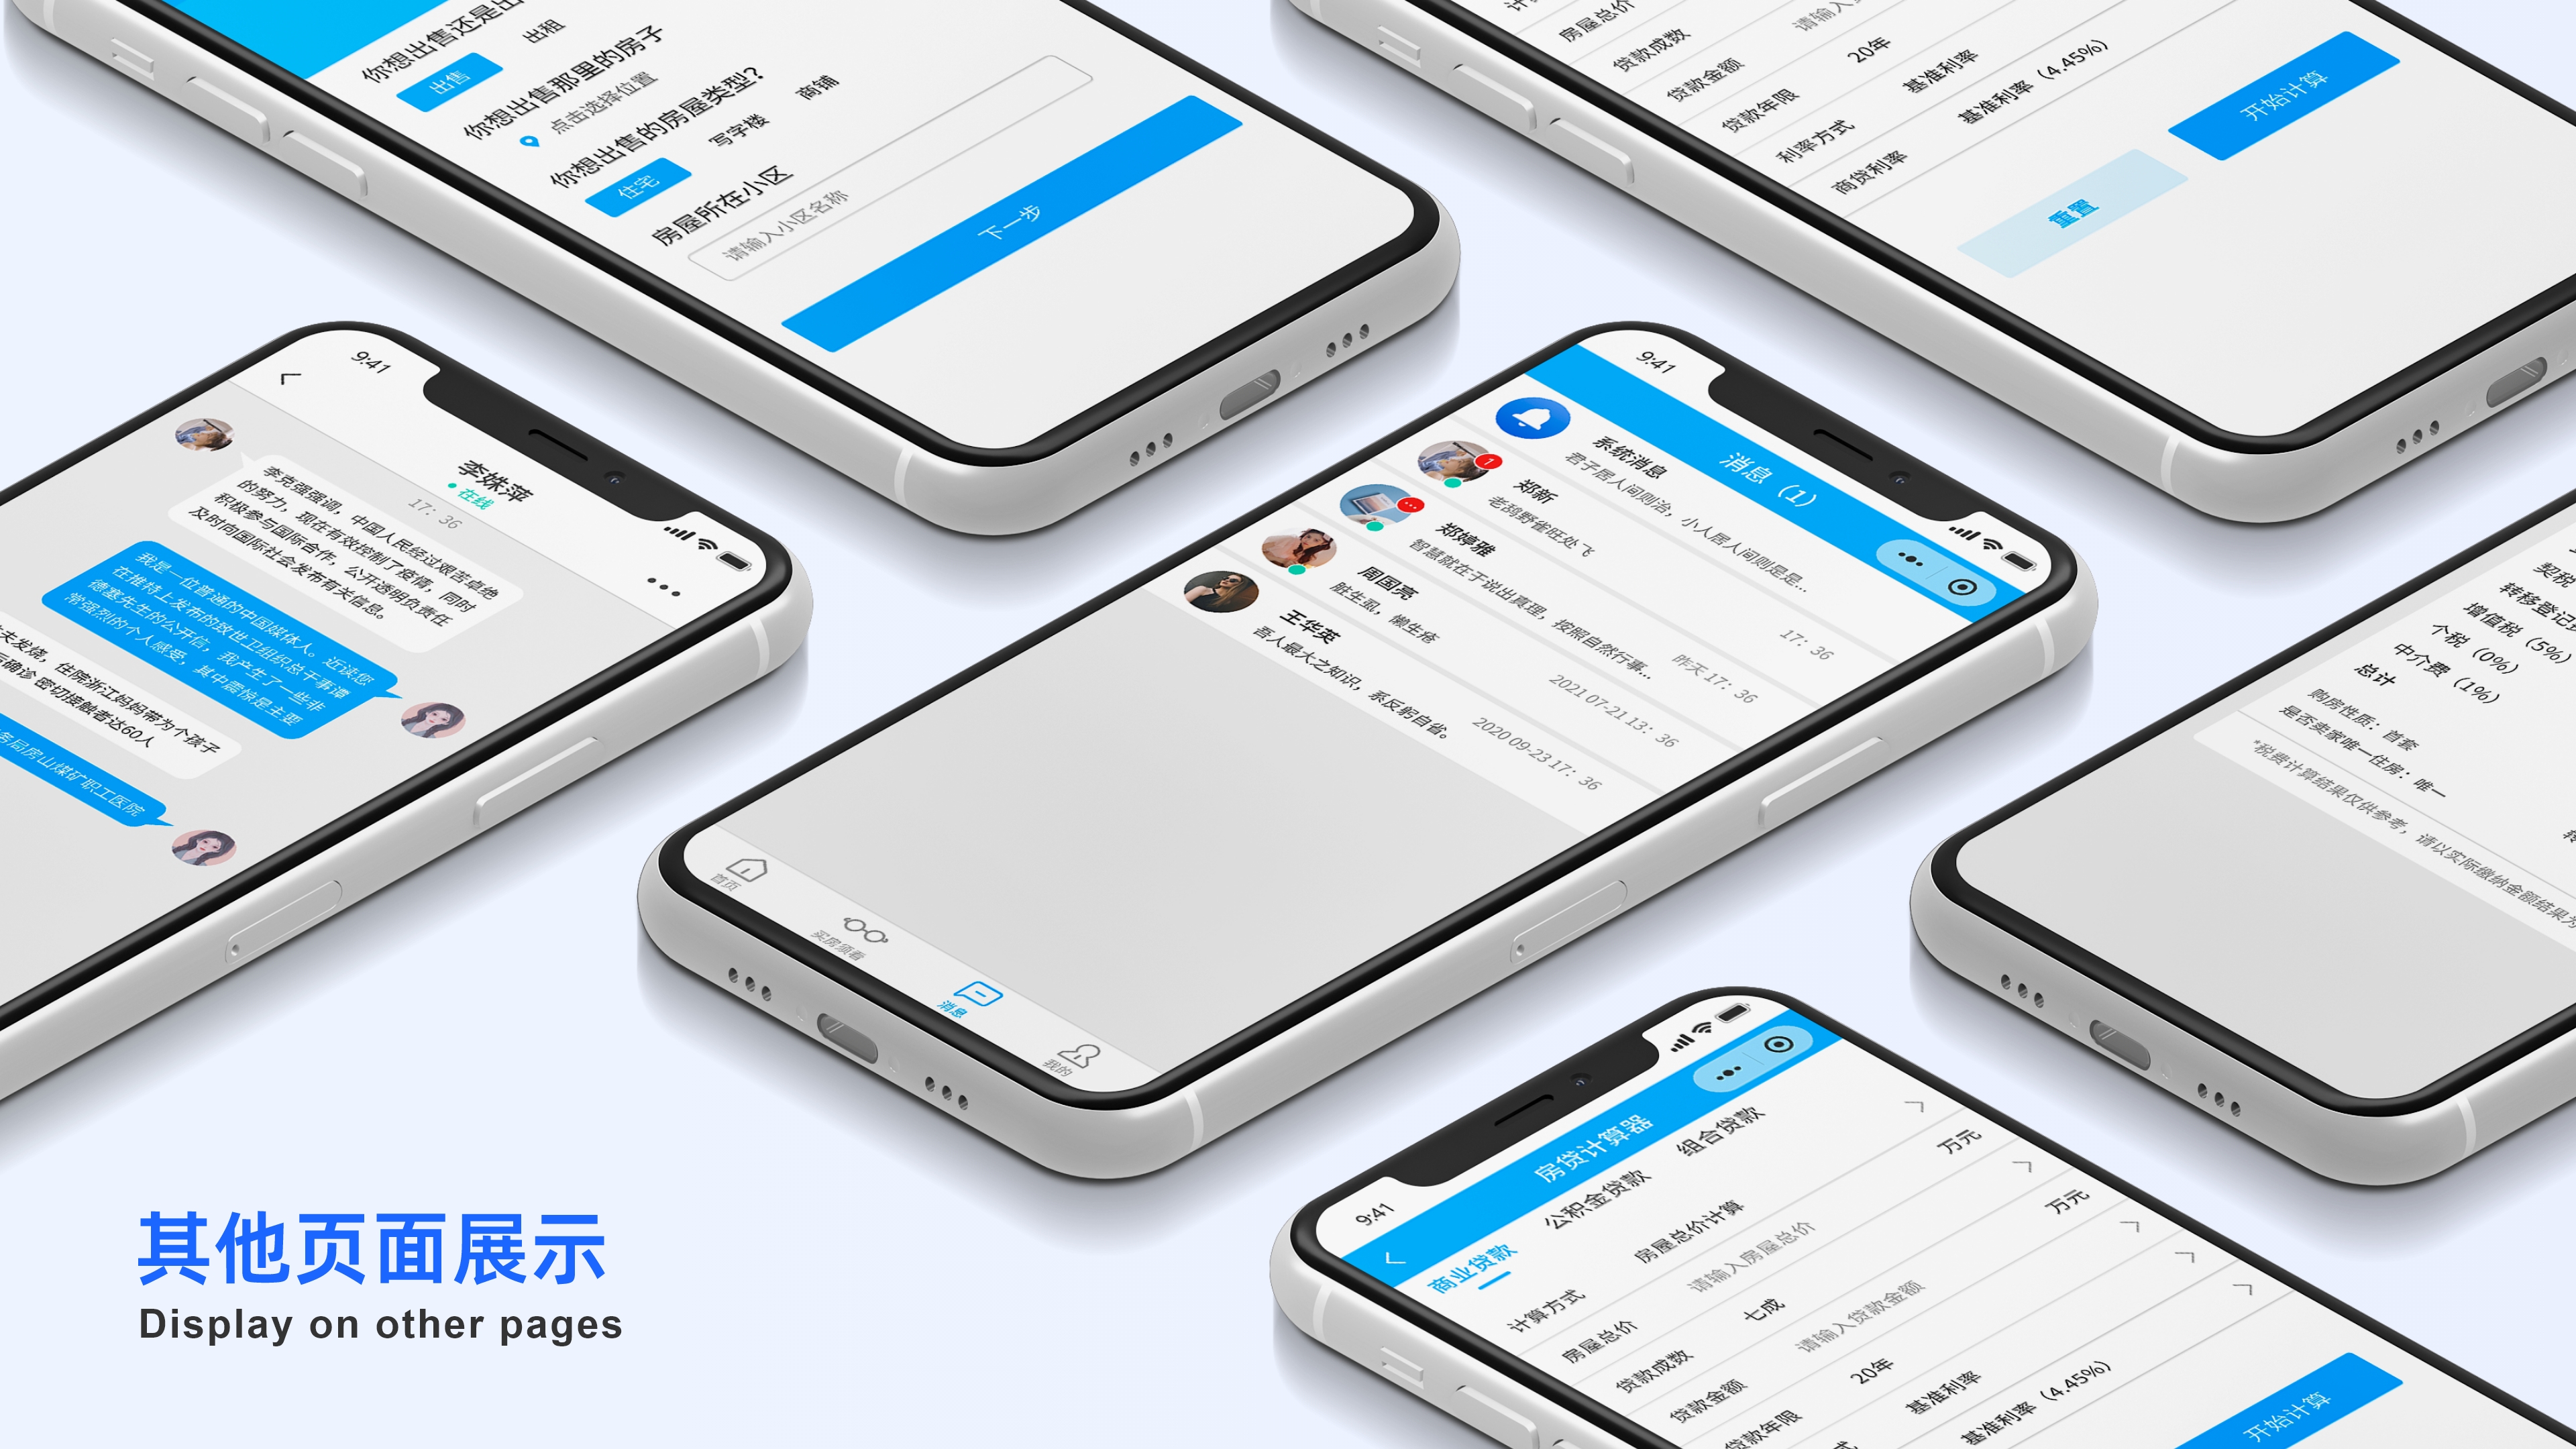 你想出售还是出
出售
出租
你想出售那里的房子
点击选择位置
你想出售的房屋类型?
住宅
写字楼
商铺
房屋所在小区
请输入小区名称
下一步
房屋总价
贷款成数
请输入
贷款金额
贷款年限
20年
利率方式
基准利率
商贷利率
基准利率（4.45%）
重置
开始计算
9:41
李姝萍
在线
17：36
李克强强调，中国人民经过艰苦卓绝
的努力，现在有效控制了疫情，同时
积极参与国际合作，公开透明负责任
及时向国际社会发布有关信息。
我是一位普通的中国媒体人。近读您
在推特上发布的致世卫组织总干事谭
德塞先生的公开信，我产生了一些非
常强烈的个人感受，其中震惊是主要
夫发烧，住院浙江妈妈带为个孩子
确诊 密切接触者达60人
务局房山煤矿职工医院
9:41
消息（1）
系统消息
君子居人间则治，小人居人间则是是...
17：36
1
郑新
老鸹野雀旺处飞
昨天 17：36
郑婷雅
智慧就在于说出真理，按照自然行事...
2021 07-21 13：36
周国亮
脏生虱，懒生疮
2020 09-23 17：36
王华英
吾人最大之知识，系反躬自省。
首页
买房须看
消息
我的
契税
转移登记
增值税（5%）
个税（0%）
中介费（1%）
总计
购房性质：首套
是否卖家唯一住房：唯一
*税费计算结果仅供参考，请以实际缴纳金额结果为
9:41
房贷计算器
商业贷款
公积金贷款
组合贷款
计算方式
房屋总价计算
房屋总价
请输入房屋总价
万元
贷款成数
七成
贷款金额
请输入贷款金额
万元
贷款年限
20年
基准利率
基准利率（4.45%）
开始计算
其他页面展示
Display on other pages